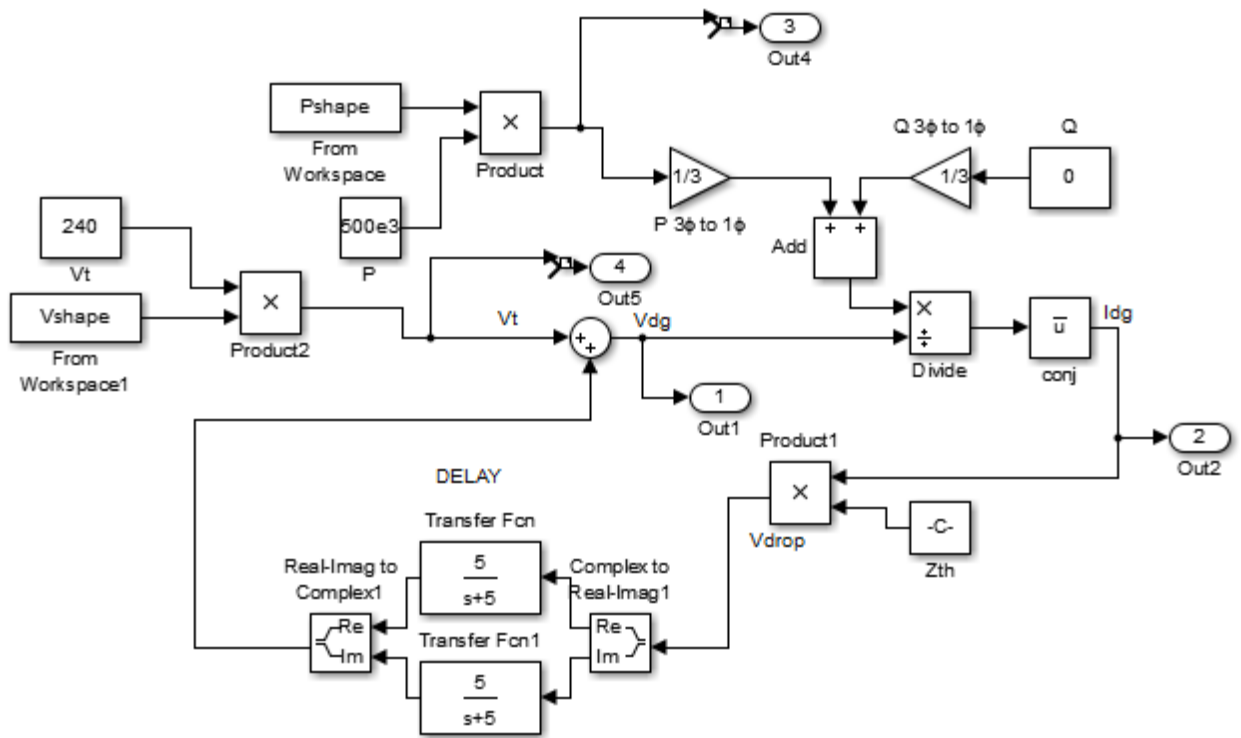 3
Out4
Pshape
From
Workspace
×
Product
Q 3ϕ to 1ϕ
Q
1/3
P 3ϕ to 1ϕ
1/3
0
240
Vt
500e3
P
Add
+ +
4
Out5
Vshape
From
Workspace1
×
Product2
Vt
+
+
Vdg
×
÷
Divide
u
conj
Idg
1
Out1
2
Out2
Product1
×
Vdrop
-C-
Zth
DELAY
Transfer Fcn
5
s+5
Real-Imag to
Complex1
Re
Im
Complex to
Real-Imag1
Re
Im
Transfer Fcn1
5
s+5